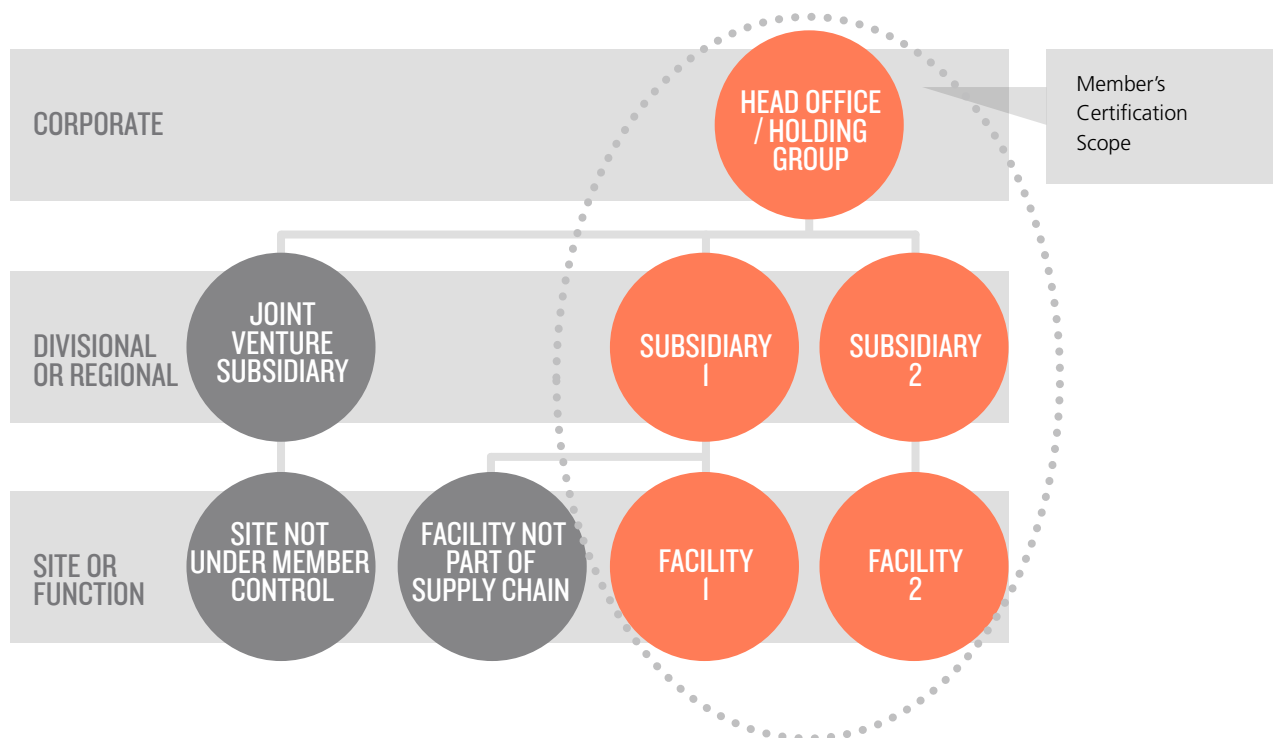 CORPORATE
HEAD OFFICE
/ HOLDING
GROUP
Member’s
Certification
Scope
DIVISIONAL
OR REGIONAL
JOINT
VENTURE
SUBSIDIARY
SUBSIDIARY
1
SUBSIDIARY
2
SITE OR
FUNCTION
SITE NOT
UNDER MEMBER
CONTROL
FACILITY NOT
PART OF
SUPPLY CHAIN
FACILITY
1
FACILITY
2